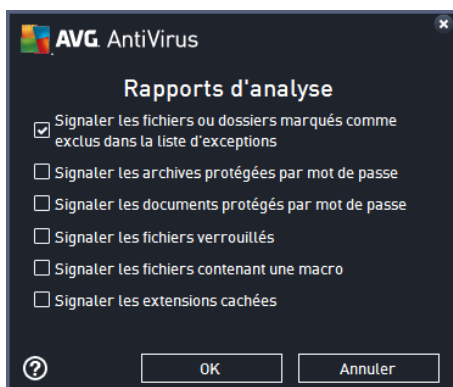 AVG AntiVirus
Rapports d'analyse
Signaler les fichiers ou dossiers marqués comme
exclus dans la liste d'exceptions
Signaler les archives protégées par mot de passe
Signaler les documents protégés par mot de passe
Signaler les fichiers verrouillés
Signaler les fichiers contenant une macro
Signaler les extensions cachées
?
OK
Annuler